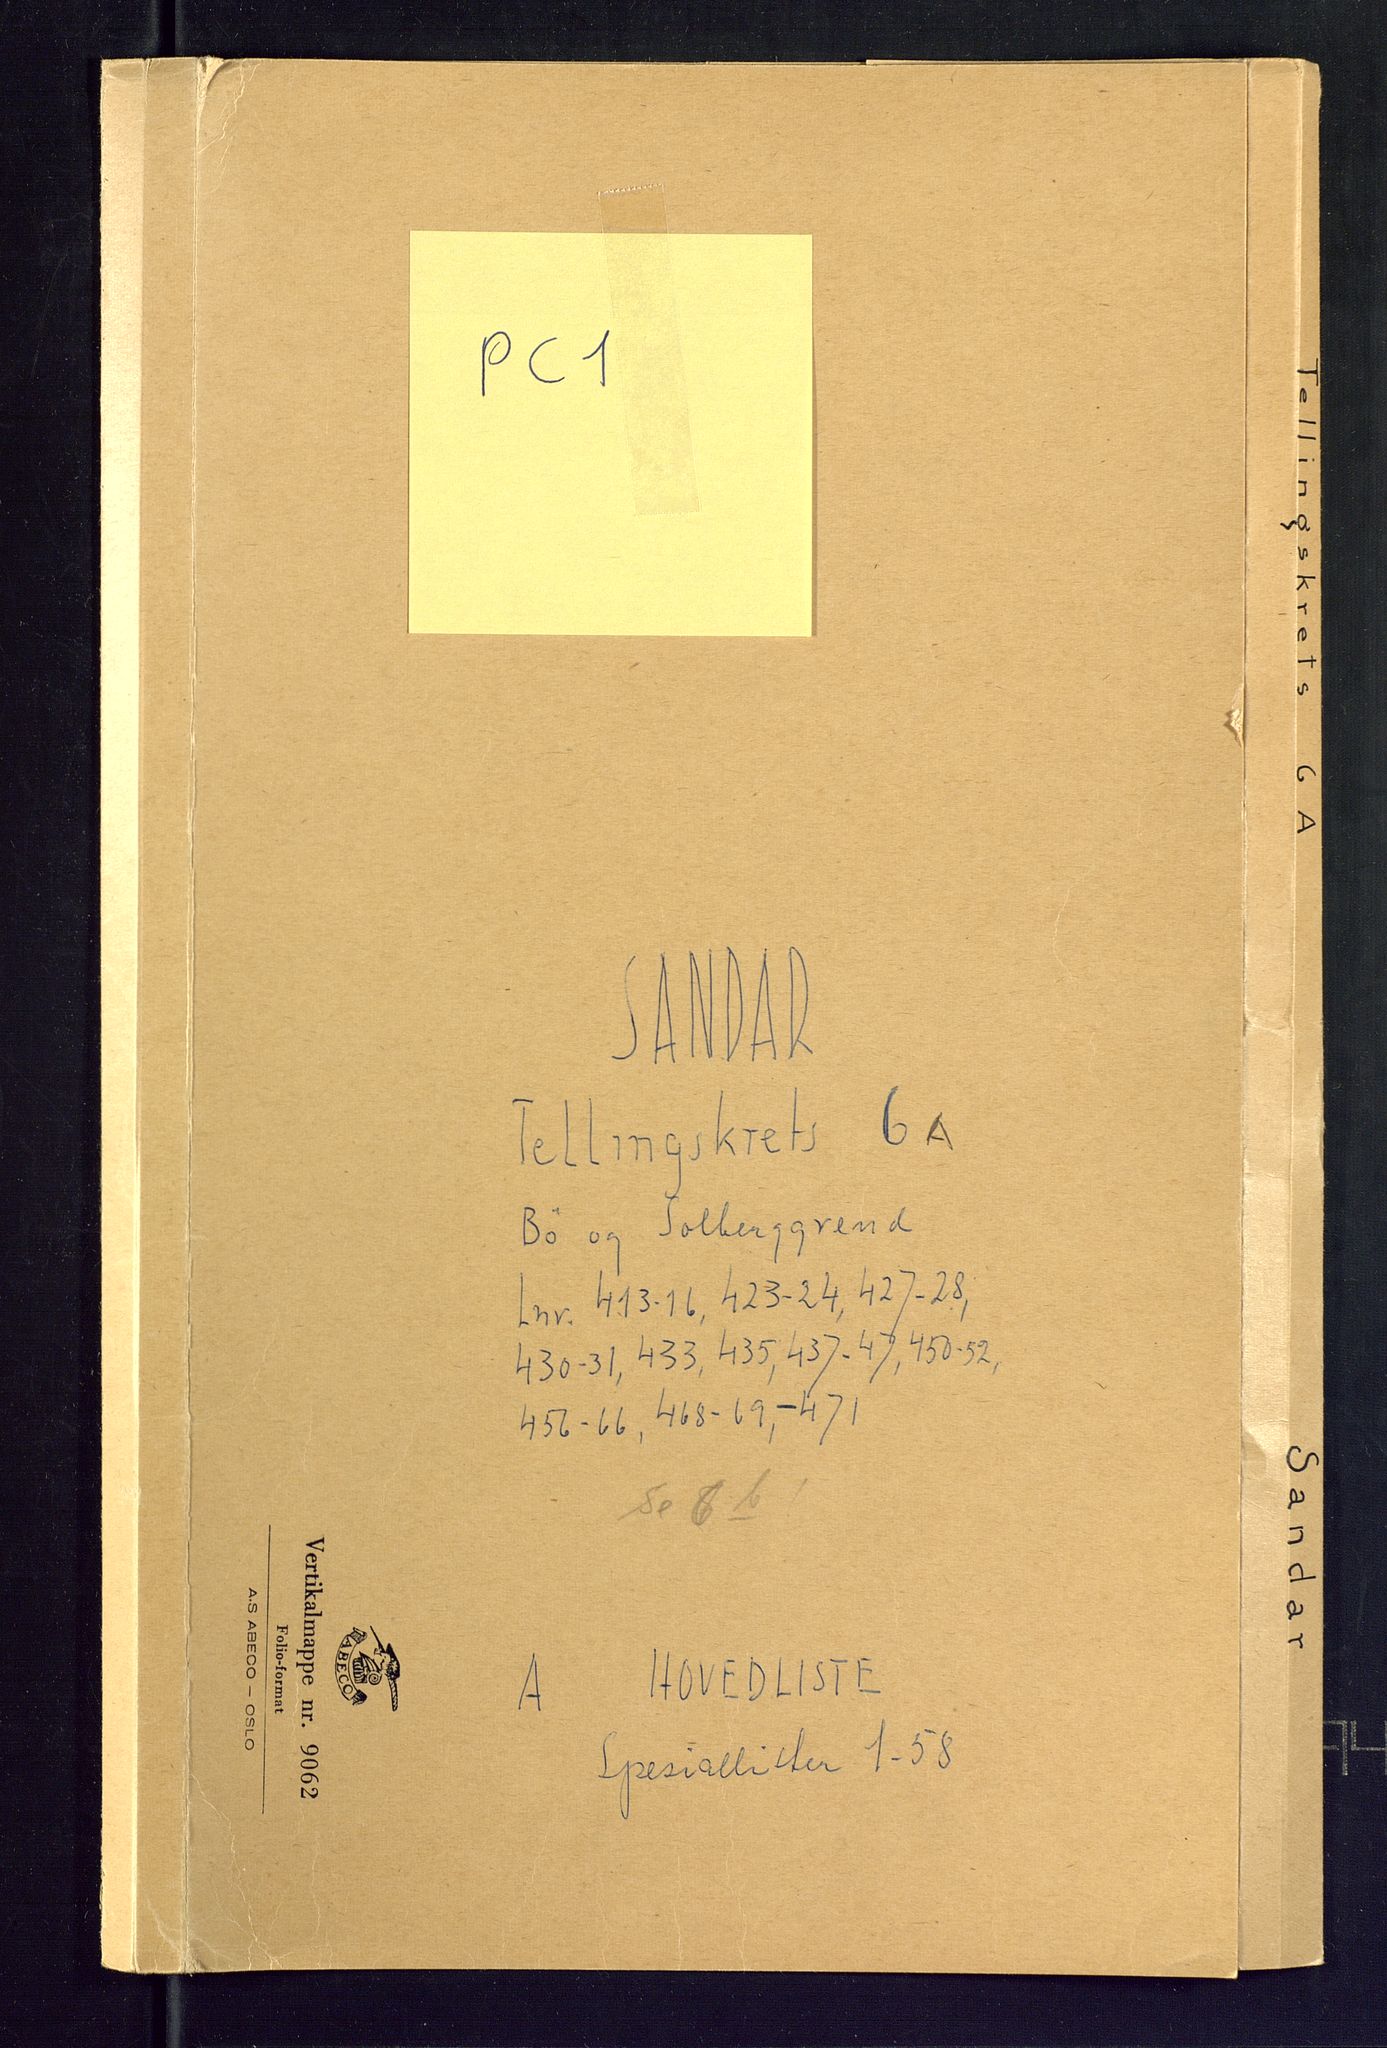 PC1
SANDAR
Tellingskrets 6A
Bö og Solberggrend
Lnr. 413-16, 423-24, 427-28,
430-31, 433, 435, 437-47, 450-52,
456-66, 468-69,-471
Se 6 b
A HOVEDLISTE
Spesiallister 1-58
ABECO
Vertikalmappe nr. 9062
Folio-format
A.S ABECO – OSLO
Tellingskrets 6 A
Sandar